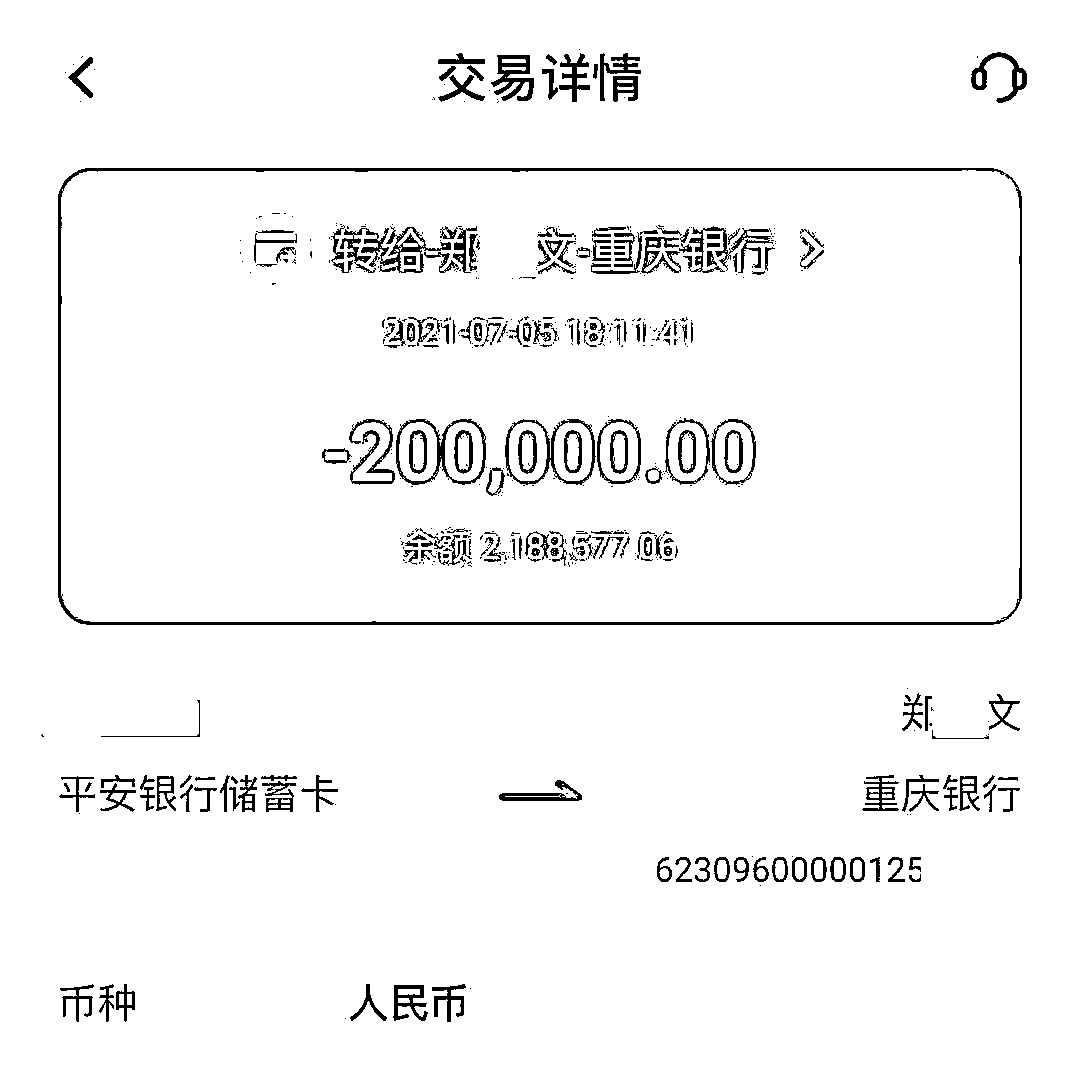 交易详情
转给-郑 文-重庆银行
2021-07-05 18:11:41
-200,000.00
余额 2,188,577.06
郑 文
平安银行储蓄卡
重庆银行
62309600000125
币种 人民币